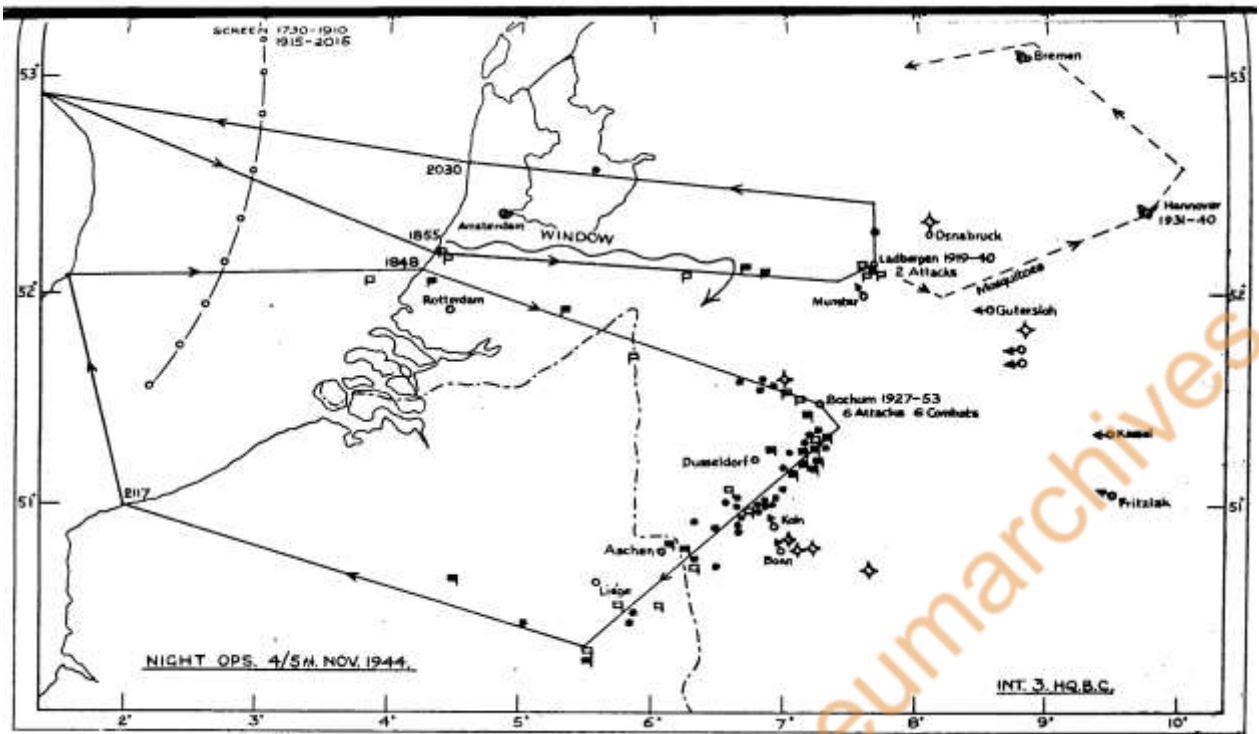 SCREEN 1730-1910
1915-2016
53°
53°
Bremen
2030
Amsterdam
Hannover
1931-40
1855
WINDOW
Osnabruck
Ladbergen 1919-40
2 Attacks
Mosquitoes
1848
52°
52°
Rotterdam
Munster
Gutersloh
Bochum 1927-53
6 Attacks 6 Combats
Kassel
Dusseldorf
51°
51°
2117
Fritzlar
Koln
Aachen
Bonn
Liege
NIGHT OPS. 4/5TH. NOV. 1944.
INT. 3. HQ.B.C.
2° 3° 4° 5° 6° 7° 8° 9° 10°
eumarchives